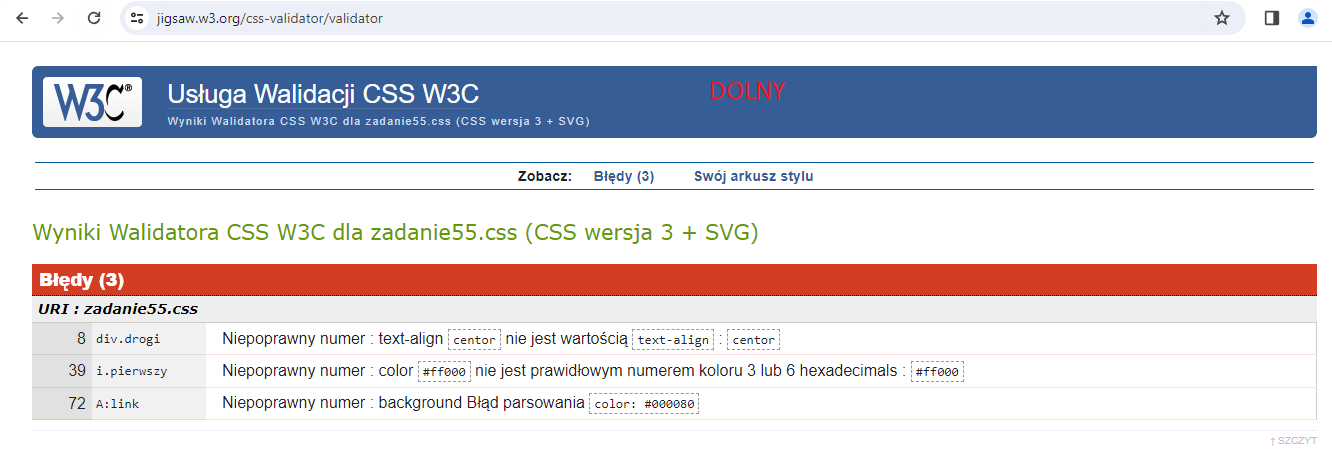 jigsaw.w3.org/css-validator/validator
W3C® Usługa Walidacji CSS W3C DOLNY
Wyniki Walidatora CSS W3C dla zadanie55.css (CSS wersja 3 + SVG)
Zobacz: Błędy (3) Swój arkusz stylu
Wyniki Walidatora CSS W3C dla zadanie55.css (CSS wersja 3 + SVG)
Błędy (3)
URI : zadanie55.css
8 div.drogi Niepoprawny numer : text-align centor nie jest wartością text-align : centor
39 i.pierwszy Niepoprawny numer : color #ff000 nie jest prawidłowym numerem koloru 3 lub 6 hexadecimals : #ff000
72 A:link Niepoprawny numer : background Błąd parsowania color: #000080
↑ SZCZYT